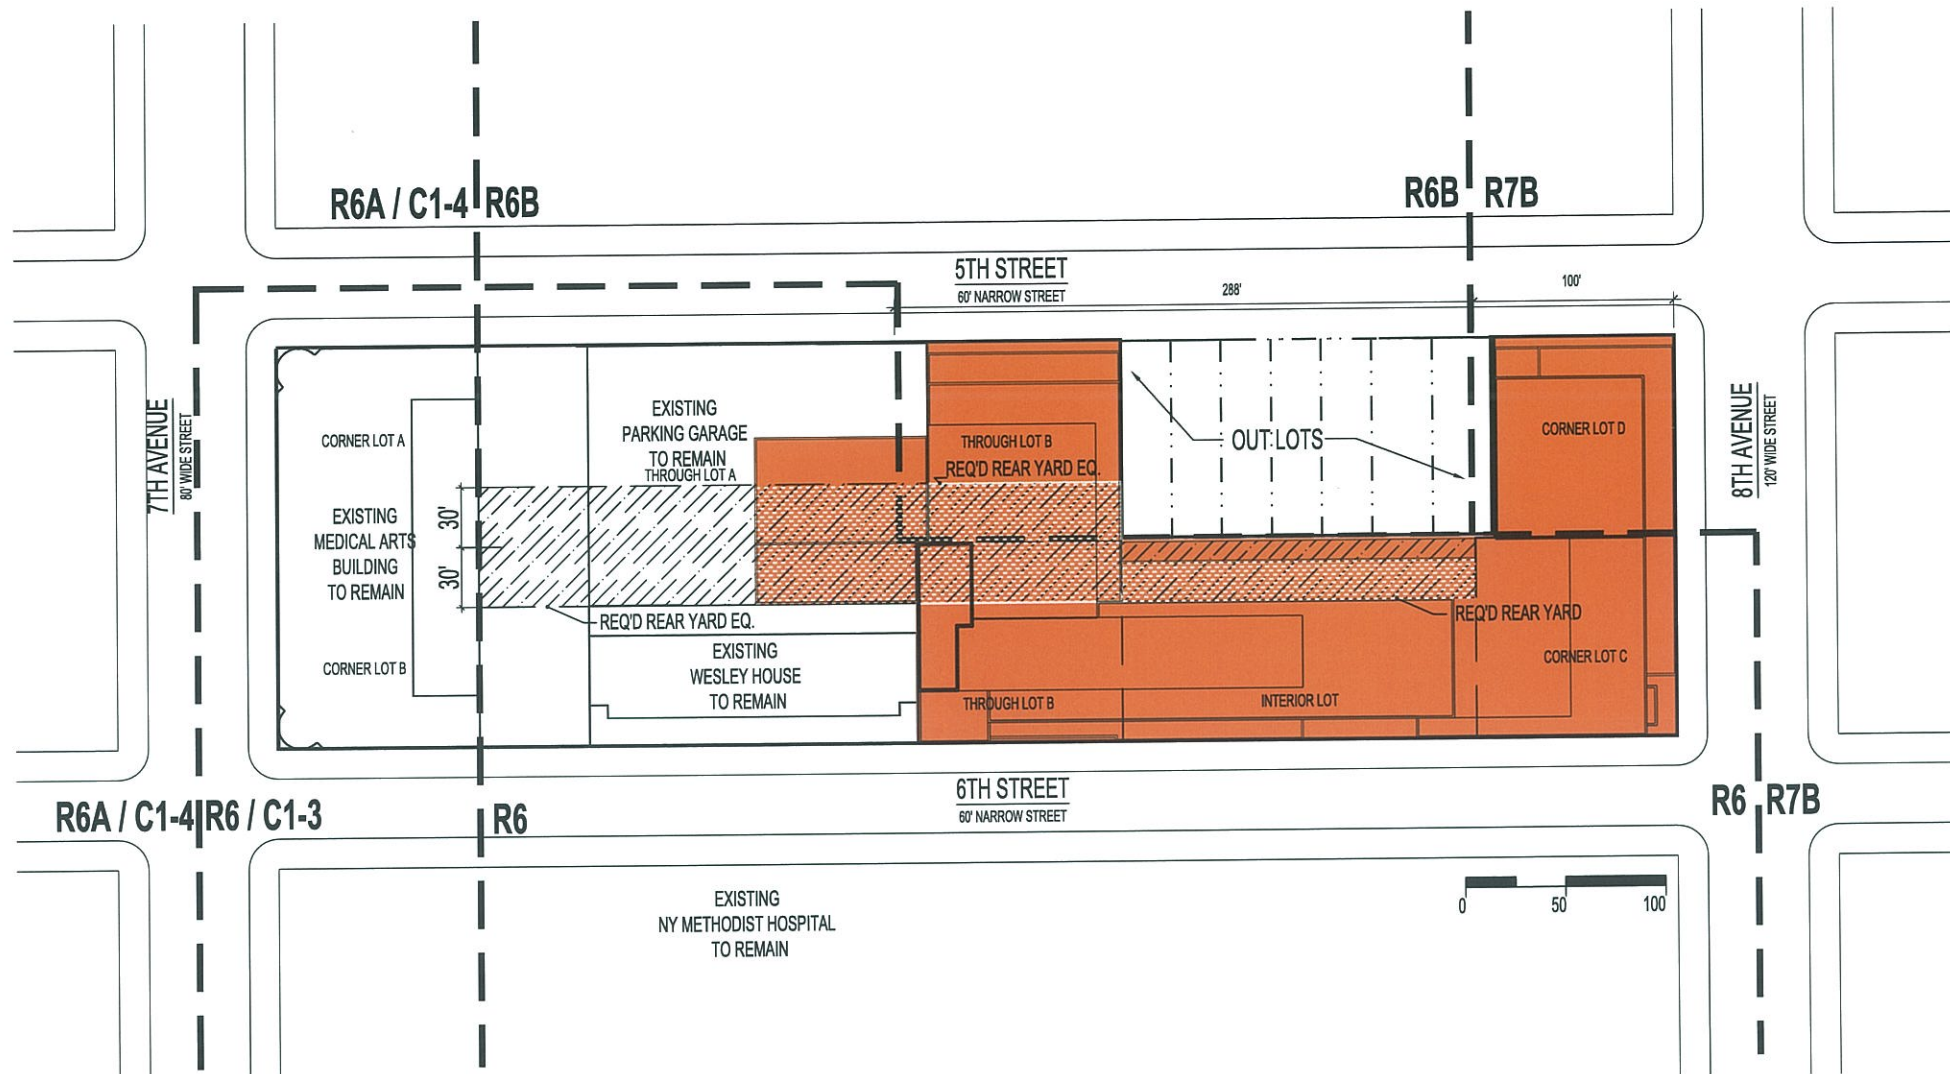 R6A / C1-4
R6B
R6B
R7B
5TH STREET
60' NARROW STREET
288'
100'
7TH AVENUE
80' WIDE STREET
8TH AVENUE
120' WIDE STREET
CORNER LOT A
EXISTING
PARKING GARAGE
TO REMAIN
THROUGH LOT A
THROUGH LOT B
REQ'D REAR YARD EQ.
OUT LOTS
CORNER LOT D
EXISTING
MEDICAL ARTS
BUILDING
TO REMAIN
30'
30'
REQ'D REAR YARD EQ.
REQ'D REAR YARD
CORNER LOT B
EXISTING
WESLEY HOUSE
TO REMAIN
THROUGH LOT B
INTERIOR LOT
CORNER LOT C
R6A / C1-4
R6 / C1-3
R6
6TH STREET
60' NARROW STREET
R6
R7B
EXISTING
NY METHODIST HOSPITAL
TO REMAIN
0
50
100